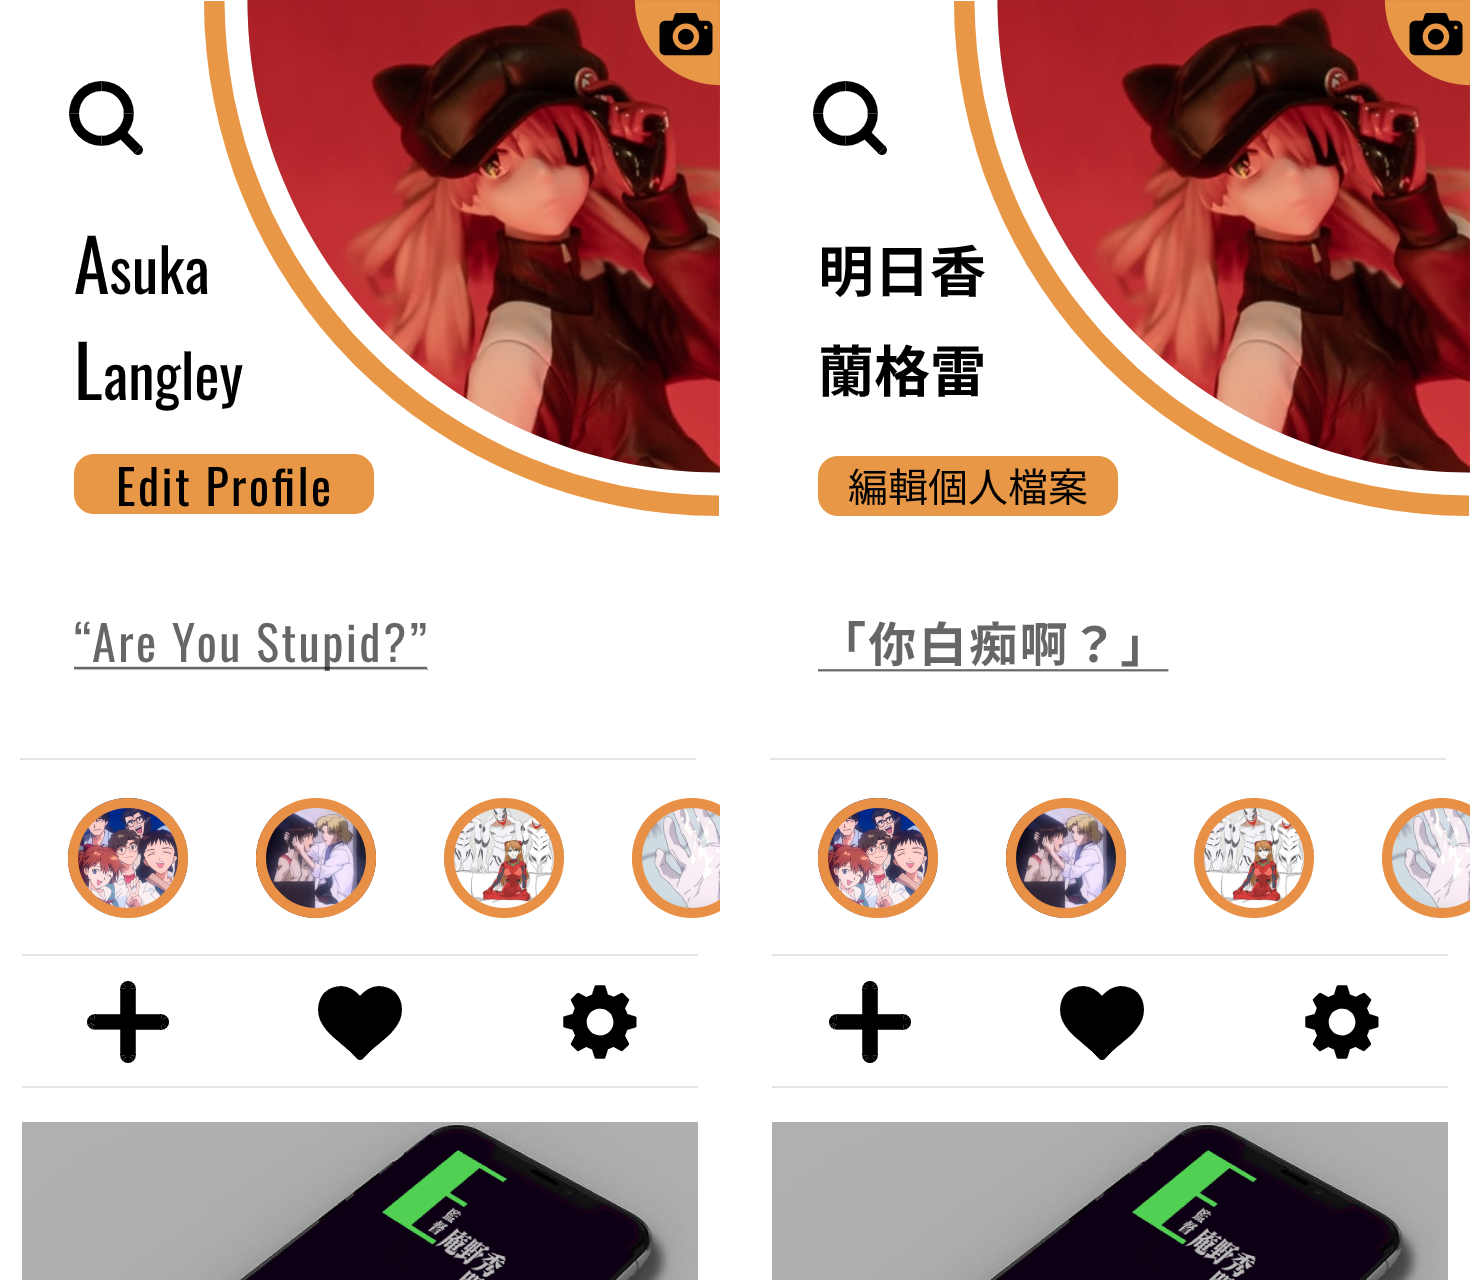 Asuka
Langley
Edit Profile
“Are You Stupid?”
E
監督
庵野秀
明日香
蘭格雷
編輯個人檔案
「你白痴啊？」
E
監督
庵野秀